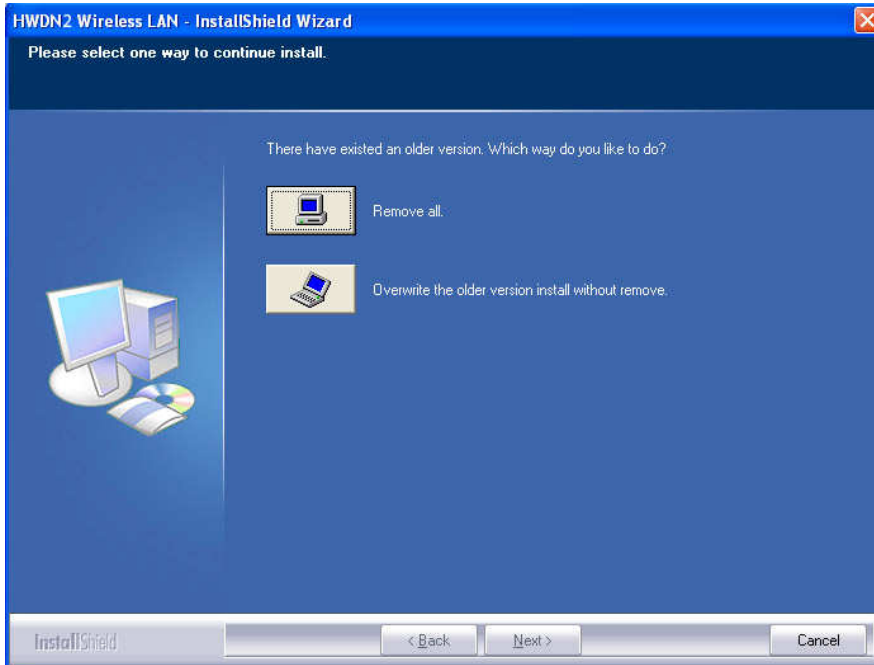 HWDN2 Wireless LAN - InstallShield Wizard
Please select one way to continue install.
There have existed an older version. Which way do you like to do?
Remove all.
Overwrite the older version install without remove.
InstallShield
< Back
Next >
Cancel